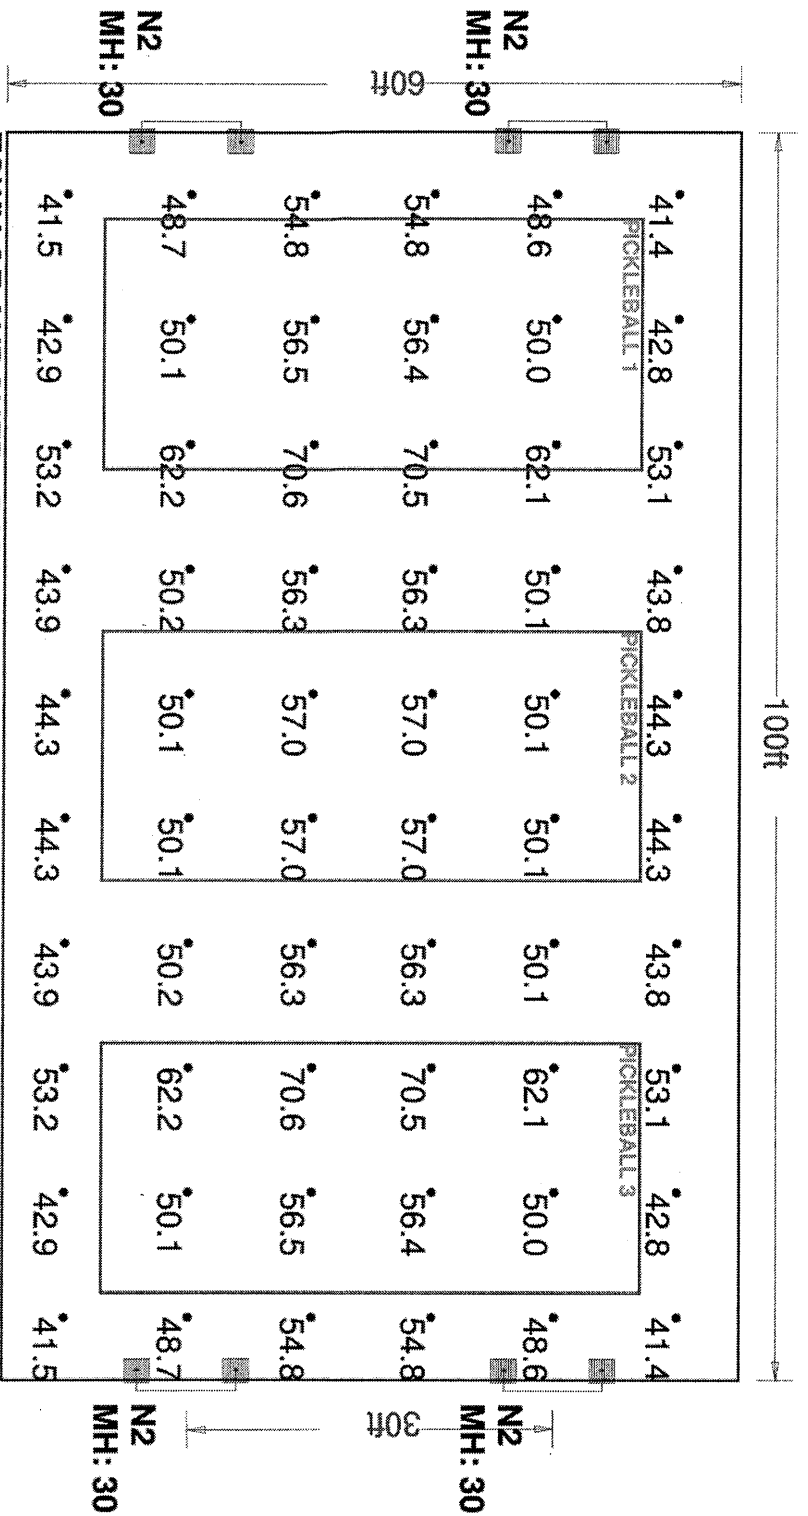 100ft
41.4 42.8 53.1 43.8 44.3 44.3 43.8 53.1 42.8 41.4
PICKLEBALL 1
PICKLEBALL 2
PICKLEBALL 3
48.6 50.0 62.1 50.1 50.1 50.1 50.1 62.1 50.0 48.6
N2
MH: 30
N2
MH: 30
60ft
30ft
54.8 56.4 70.5 56.3 57.0 57.0 56.3 70.5 56.4 54.8
54.8 56.5 70.6 56.3 57.0 57.0 56.3 70.6 56.5 54.8
48.7 50.1 62.2 50.2 50.1 50.1 50.2 62.2 50.1 48.7
N2
MH: 30
N2
MH: 30
41.5 42.9 53.2 43.9 44.3 44.3 43.9 53.2 42.9 41.5